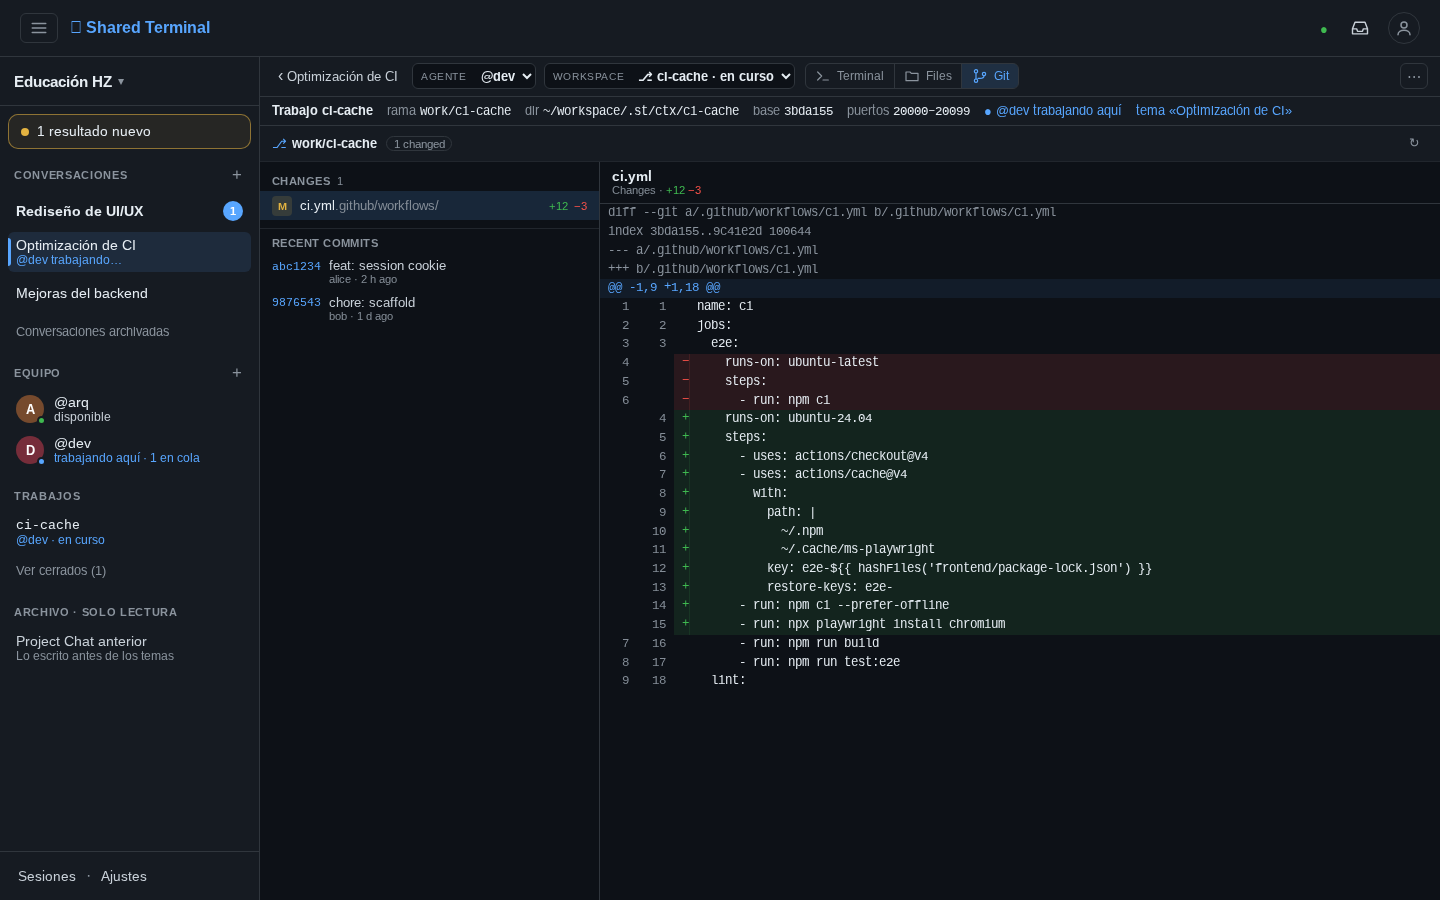 Shared Terminal
Educación HZ ▾
1 resultado nuevo
CONVERSACIONES +
Rediseño de UI/UX 1
Optimización de CI
@dev trabajando…
Mejoras del backend
Conversaciones archivadas
EQUIPO +
A @arq
disponible
D @dev
trabajando aquí · 1 en cola
TRABAJOS
ci-cache
@dev · en curso
Ver cerrados (1)
ARCHIVO · SOLO LECTURA
Project Chat anterior
Lo escrito antes de los temas
Sesiones · Ajustes
‹ Optimización de CI AGENTE @dev WORKSPACE ⎇ ci-cache · en curso Terminal Files Git ⋯
Trabajo ci-cache rama work/ci-cache dir ~/workspace/.st/ctx/ci-cache base 3bda155 puertos 20000–20099 ● @dev trabajando aquí tema «Optimización de CI»
⎇ work/ci-cache 1 changed ↻
CHANGES 1
M ci.yml .github/workflows/ +12 −3
RECENT COMMITS
abc1234 feat: session cookie
alice · 2 h ago
9876543 chore: scaffold
bob · 1 d ago
ci.yml
Changes · +12 −3
diff --git a/.github/workflows/ci.yml b/.github/workflows/ci.yml
index 3bda155..9c41e2d 100644
--- a/.github/workflows/ci.yml
+++ b/.github/workflows/ci.yml
@@ -1,9 +1,18 @@
1 1 name: ci
2 2 jobs:
3 3 e2e:
4 − runs-on: ubuntu-latest
5 − steps:
6 − - run: npm ci
4 + runs-on: ubuntu-24.04
5 + steps:
6 + - uses: actions/checkout@v4
7 + - uses: actions/cache@v4
8 + with:
9 + path: |
10 + ~/.npm
11 + ~/.cache/ms-playwright
12 + key: e2e-${{ hashFiles('frontend/package-lock.json') }}
13 + restore-keys: e2e-
14 + - run: npm ci --prefer-offline
15 + - run: npx playwright install chromium
7 16 - run: npm run build
8 17 - run: npm run test:e2e
9 18 lint: